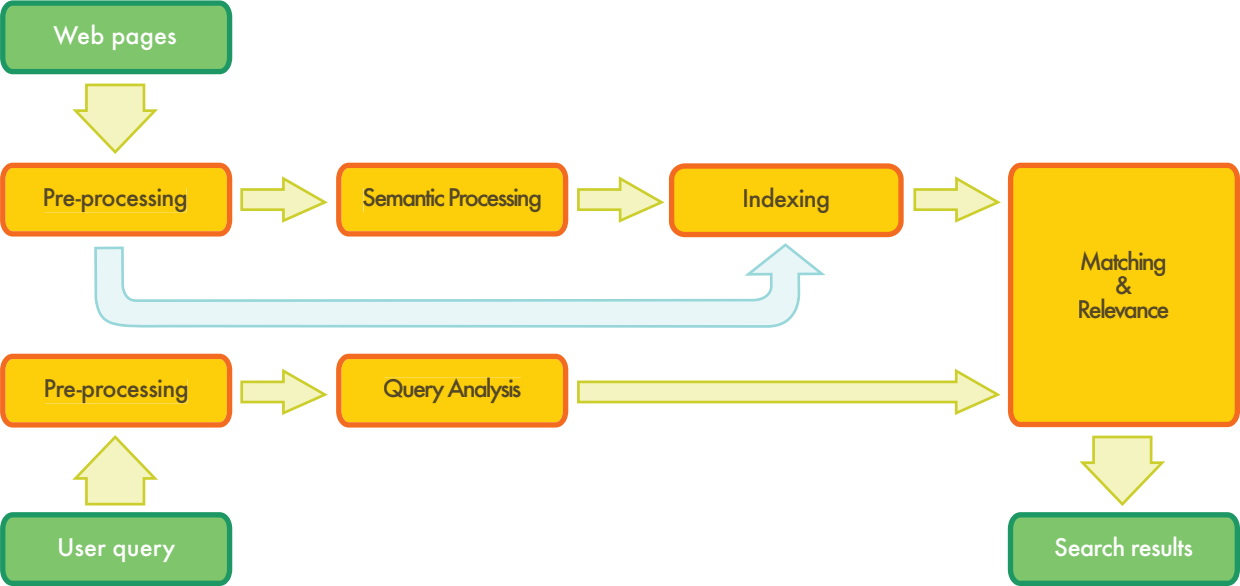 Web pages
Pre-processing
Semantic Processing
Indexing
Matching
&
Relevance
Pre-processing
Query Analysis
User query
Search results